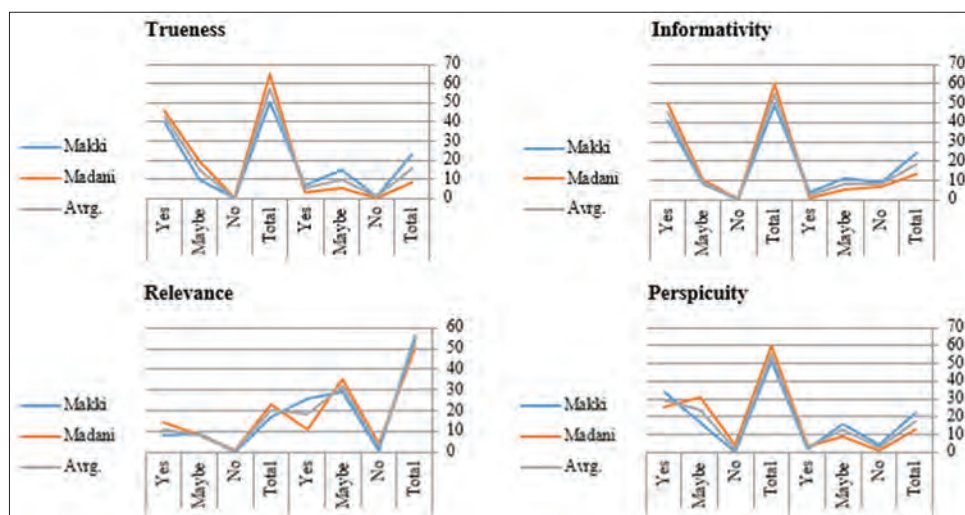 Trueness
70
60
50
40
30
20
10
0
Makki
Madani
Avrg.
Yes
Maybe
No
Total
Yes
Maybe
No
Total
Informativity
70
60
50
40
30
20
10
0
Makki
Madani
Avrg.
Yes
Maybe
No
Total
Yes
Maybe
No
Total
Relevance
60
50
40
30
20
10
0
Makki
Madani
Avrg.
Yes
Maybe
No
Total
Yes
Maybe
No
Total
Perspicuity
70
60
50
40
30
20
10
0
Makki
Madani
Avrg.
Yes
Maybe
No
Total
Yes
Maybe
No
Total